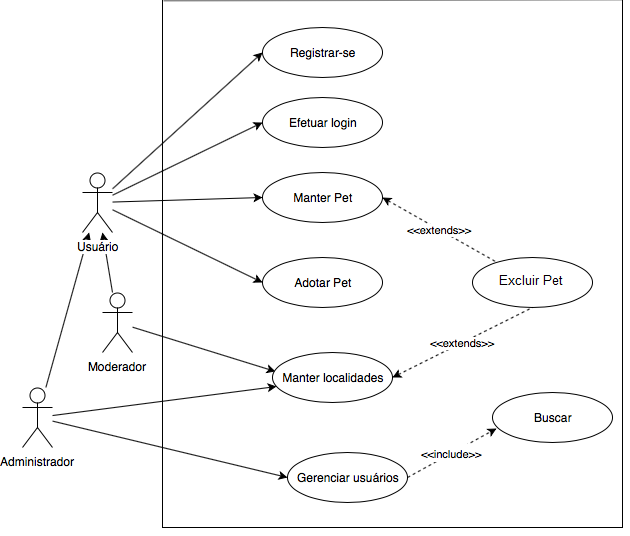 Registrar-se
Efetuar login
Manter Pet
Usuário
<<extends>>
Adotar Pet
Excluir Pet
<<extends>>
Moderador
Manter localidades
Buscar
<<include>>
Administrador
Gerenciar usuários